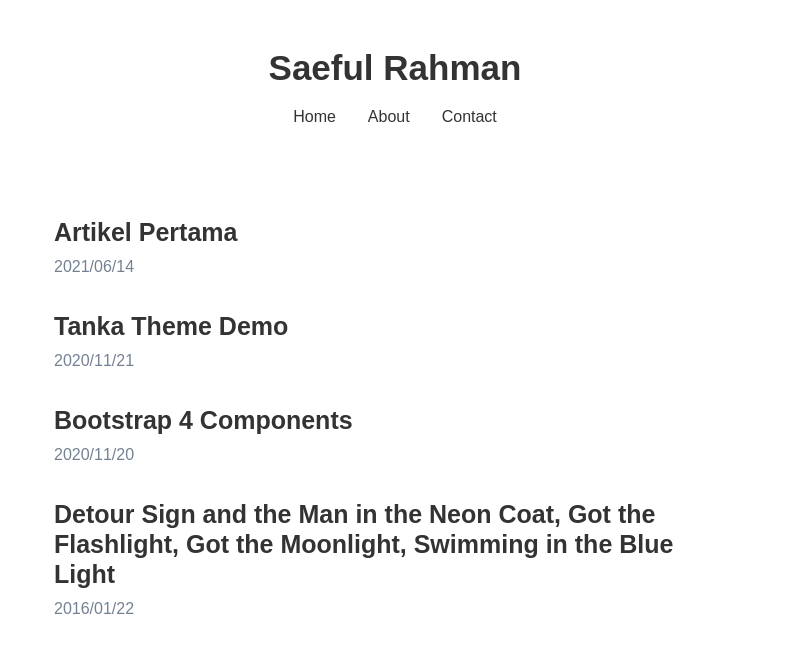 Saeful Rahman
Home About Contact
Artikel Pertama
2021/06/14
Tanka Theme Demo
2020/11/21
Bootstrap 4 Components
2020/11/20
Detour Sign and the Man in the Neon Coat, Got the
Flashlight, Got the Moonlight, Swimming in the Blue
Light
2016/01/22